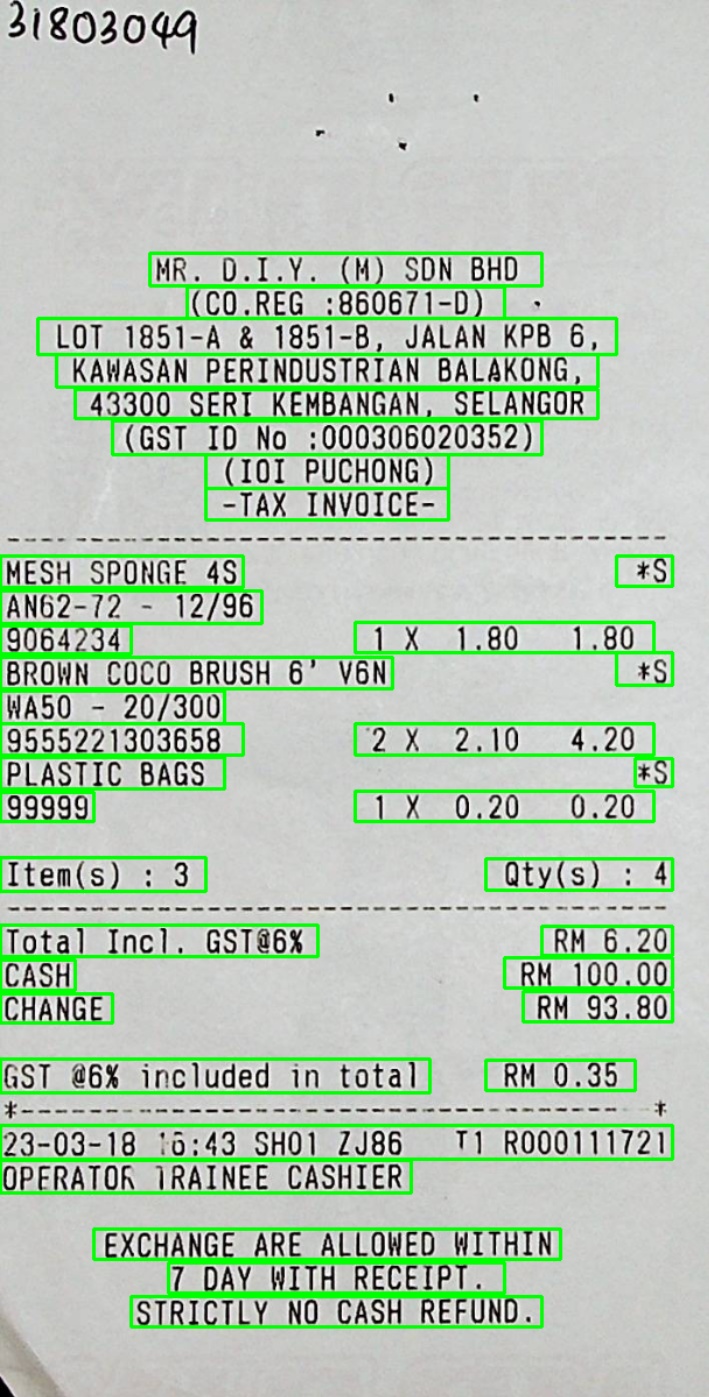 31803049
MR. D.I.Y. (M) SDN BHD
(CO.REG :860671-D)
LOT 1851-A & 1851-B, JALAN KPB 6,
KAWASAN PERINDUSTRIAN BALAKONG,
43300 SERI KEMBANGAN, SELANGOR
(GST ID No :000306020352)
(IOI PUCHONG)
-TAX INVOICE-
MESH SPONGE 4S *S
AN62-72 - 12/96
9064234 1 X 1.80 1.80
BROWN COCO BRUSH 6' V6N *S
WA50 - 20/300
9555221303658 2 X 2.10 4.20
PLASTIC BAGS *S
99999 1 X 0.20 0.20
Item(s) : 3 Qty(s) : 4
Total Incl. GST@6% RM 6.20
CASH RM 100.00
CHANGE RM 93.80
GST @6% included in total RM 0.35
*------------------------------------*
23-03-18 16:43 SH01 ZJ86 T1 R000111721
OPERATOR TRAINEE CASHIER
EXCHANGE ARE ALLOWED WITHIN
7 DAY WITH RECEIPT.
STRICTLY NO CASH REFUND.